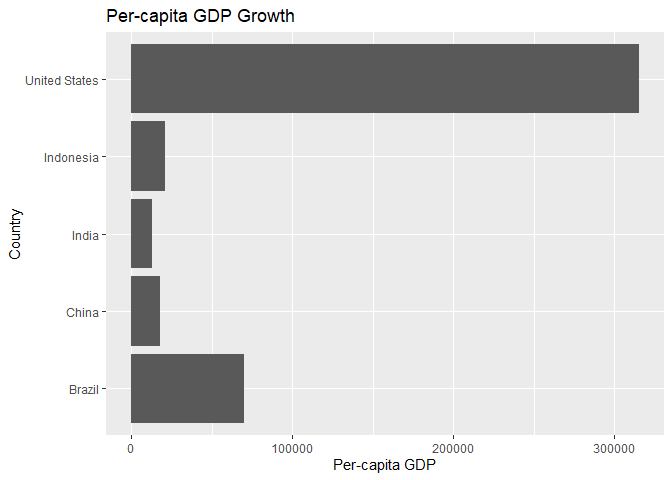 Per-capita GDP Growth
Country
United States
Indonesia
India
China
Brazil
0 100000 200000 300000
Per-capita GDP